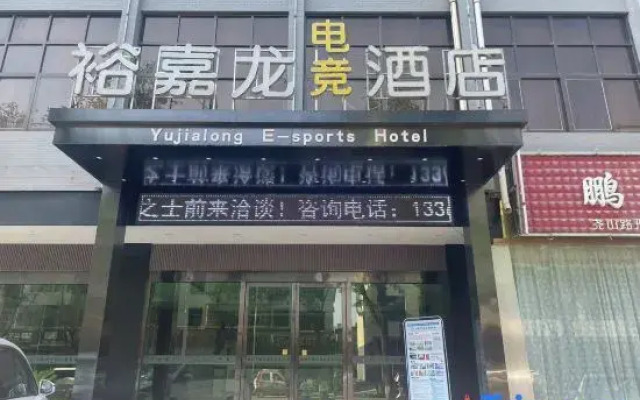 裕嘉龙电竞酒店
Yujialong E-sports Hotel
之士前来洽谈！咨询电话：133
鹏